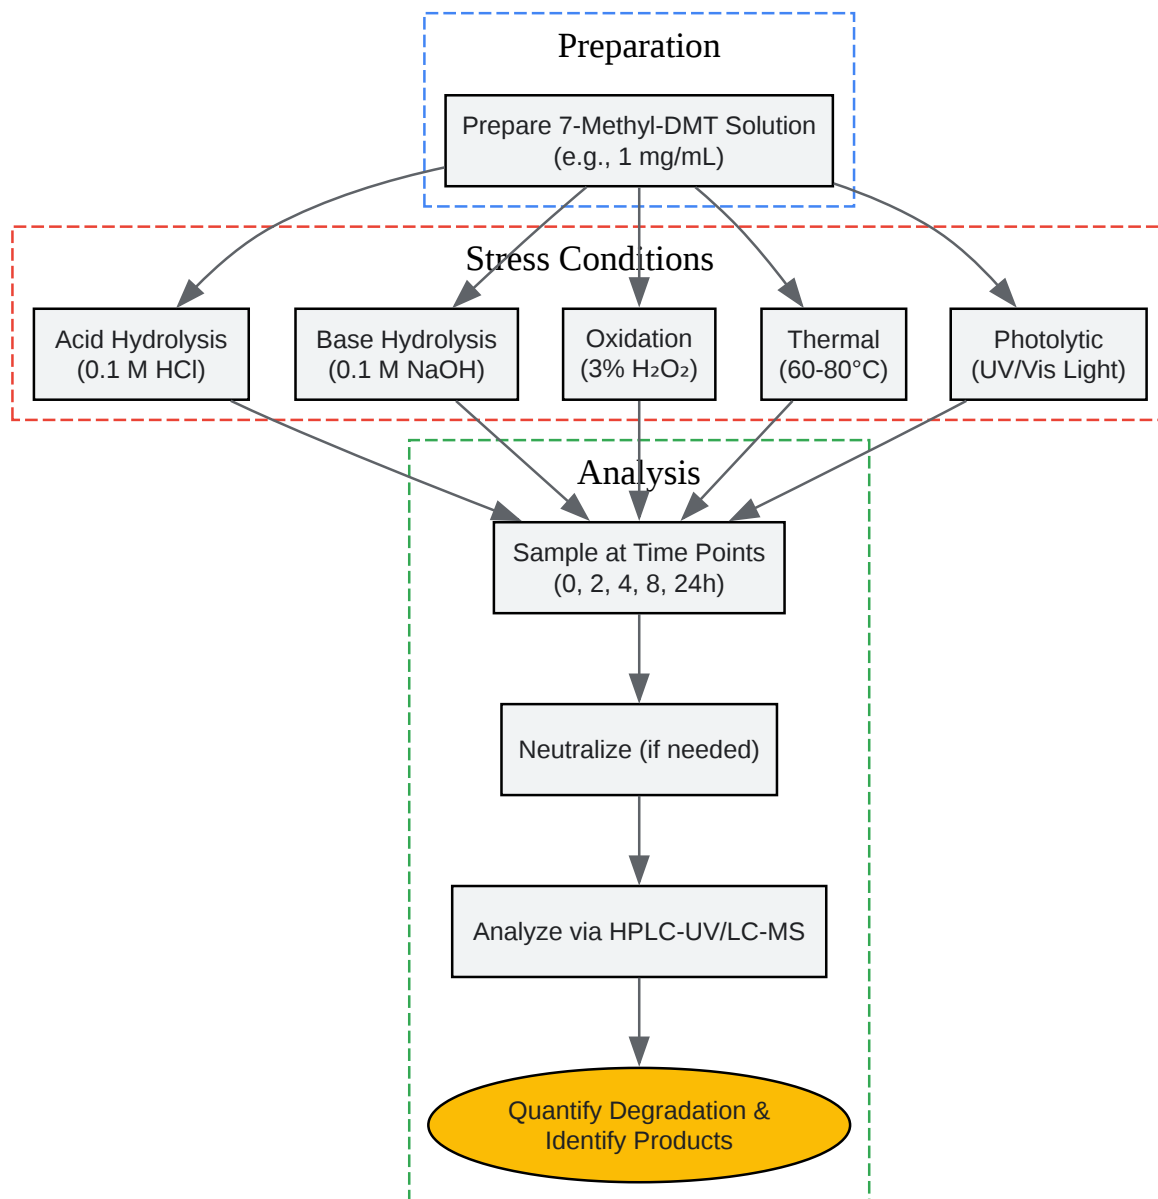 Preparation
Prepare 7-Methyl-DMT Solution
(e.g., 1 mg/mL)
Stress Conditions
Acid Hydrolysis
(0.1 M HCl)
Base Hydrolysis
(0.1 M NaOH)
Oxidation
(3% H₂O₂)
Thermal
(60-80°C)
Photolytic
(UV/Vis Light)
Analysis
Sample at Time Points
(0, 2, 4, 8, 24h)
Neutralize (if needed)
Analyze via HPLC-UV/LC-MS
Quantify Degradation &
Identify Products